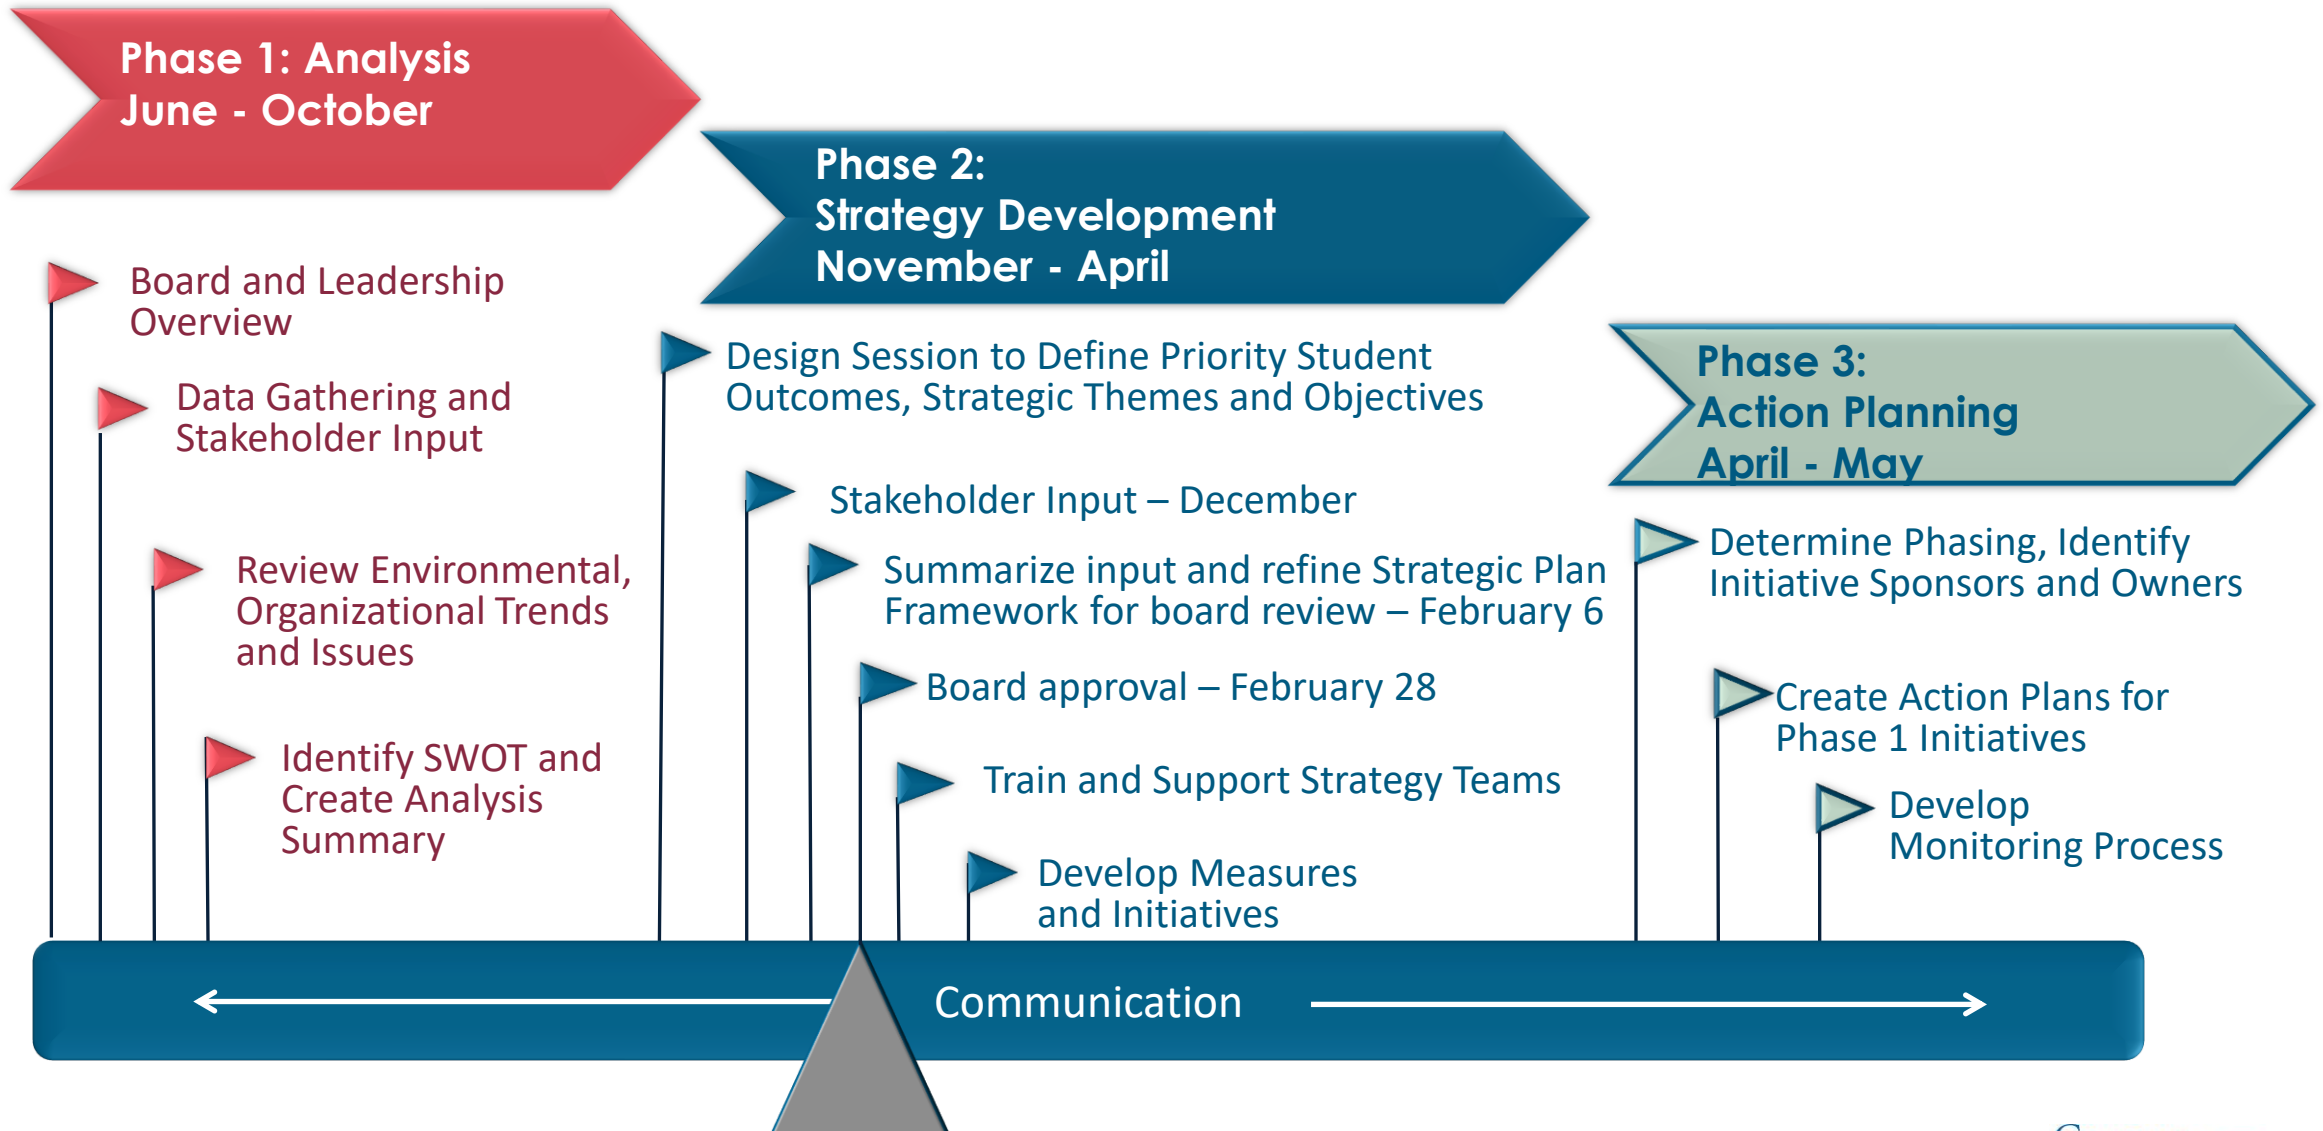 Phase 1: Analysis
June - October
Board and Leadership
Overview
Data Gathering and
Stakeholder Input
Review Environmental,
Organizational Trends
and Issues
Identify SWOT and
Create Analysis
Summary
Phase 2:
Strategy Development
November - April
Design Session to Define Priority Student
Outcomes, Strategic Themes and Objectives
Stakeholder Input – December
Summarize input and refine Strategic Plan
Framework for board review – February 6
Board approval – February 28
Train and Support Strategy Teams
Develop Measures
and Initiatives
Phase 3:
Action Planning
April - May
Determine Phasing, Identify
Initiative Sponsors and Owners
Create Action Plans for
Phase 1 Initiatives
Develop
Monitoring Process
Communication